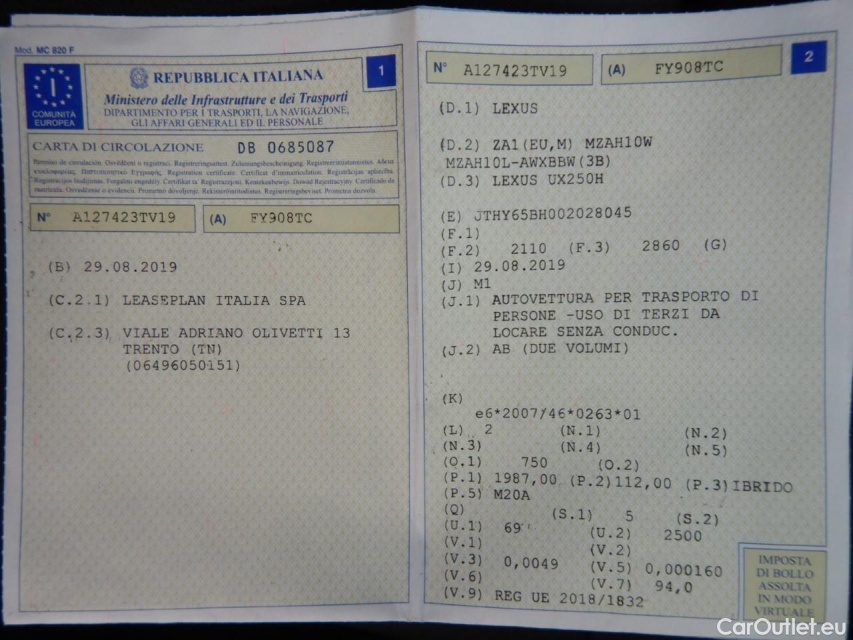 Mod. MC 820 F
I
COMUNITÀ
EUROPEA
REPUBBLICA ITALIANA
Ministero delle Infrastrutture e dei Trasporti
DIPARTIMENTO PER I TRASPORTI, LA NAVIGAZIONE,
GLI AFFARI GENERALI ED IL PERSONALE
1
CARTA DI CIRCOLAZIONE DB 0685087
N° A127423TV19 (A) FY908TC
(B) 29.08.2019
(C.2.1) LEASEPLAN ITALIA SPA
(C.2.3) VIALE ADRIANO OLIVETTI 13
TRENTO (TN)
(06496050151)
N° A127423TV19 (A) FY908TC
2
(D.1) LEXUS
(D.2) ZA1(EU,M) MZAH10W
MZAH10L-AWXBBW(3B)
(D.3) LEXUS UX250H
(E) JTHY65BH002028045
(F.1)
(F.2) 2110 (F.3) 2860 (G)
(I) 29.08.2019
(J) M1
(J.1) AUTOVETTURA PER TRASPORTO DI
PERSONE -USO DI TERZI DA
LOCARE SENZA CONDUC.
(J.2) AB (DUE VOLUMI)
(K)
e6*2007/46*0263*01
(L) 2 (N.1) (N.2)
(N.3) (N.4) (N.5)
(O.1) 750 (O.2)
(P.1) 1987,00 (P.2)112,00 (P.3)IBRIDO
(P.5) M20A
(Q) (S.1) 5 (S.2)
(U.1) 69 (U.2) 2500
(V.1) (V.2)
(V.3) 0,0049 (V.5) 0,000160
(V.6) (V.7) 94,0
(V.9) REG UE 2018/1832
IMPOSTA
DI BOLLO
ASSOLTA
IN MODO
VIRTUALE
CarOutlet.eu